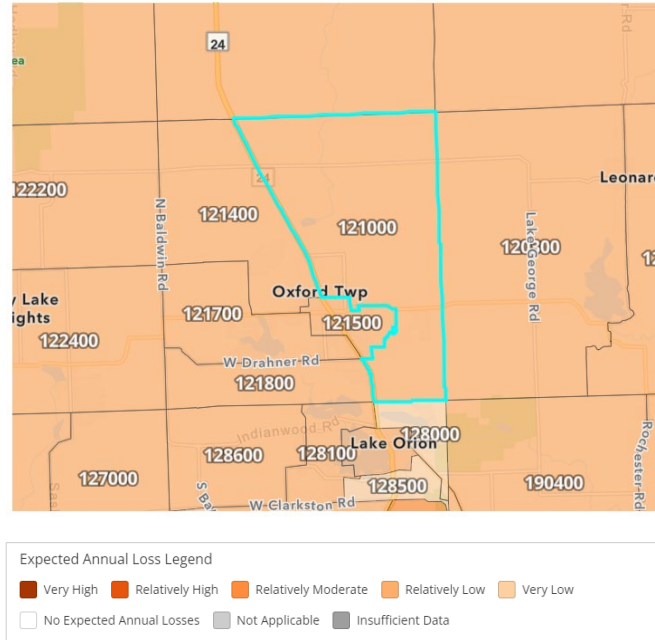 24
ea
122200
24
121400
121000
Leonar
N Baldwin Rd
Lake George Rd
120300
12
Oxford Twp
y Lake
ights
121700
121500
122400
W Drahner Rd
121800
Indianwood Rd
Lake Orion
128000
128600
128100
127000
128500
190400
Rochester-Rd
Sas
S Ba
W Clarkston Rd
Expected Annual Loss Legend
Very High
Relatively High
Relatively Moderate
Relatively Low
Very Low
No Expected Annual Losses
Not Applicable
Insufficient Data